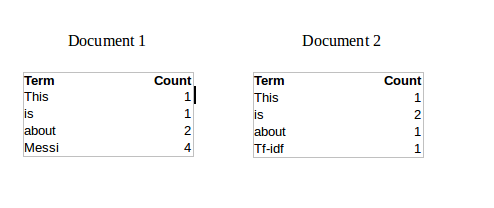 Document 1
Term Count
This 1
is 1
about 2
Messi 4
Document 2
Term Count
This 1
is 2
about 1
Tf-idf 1